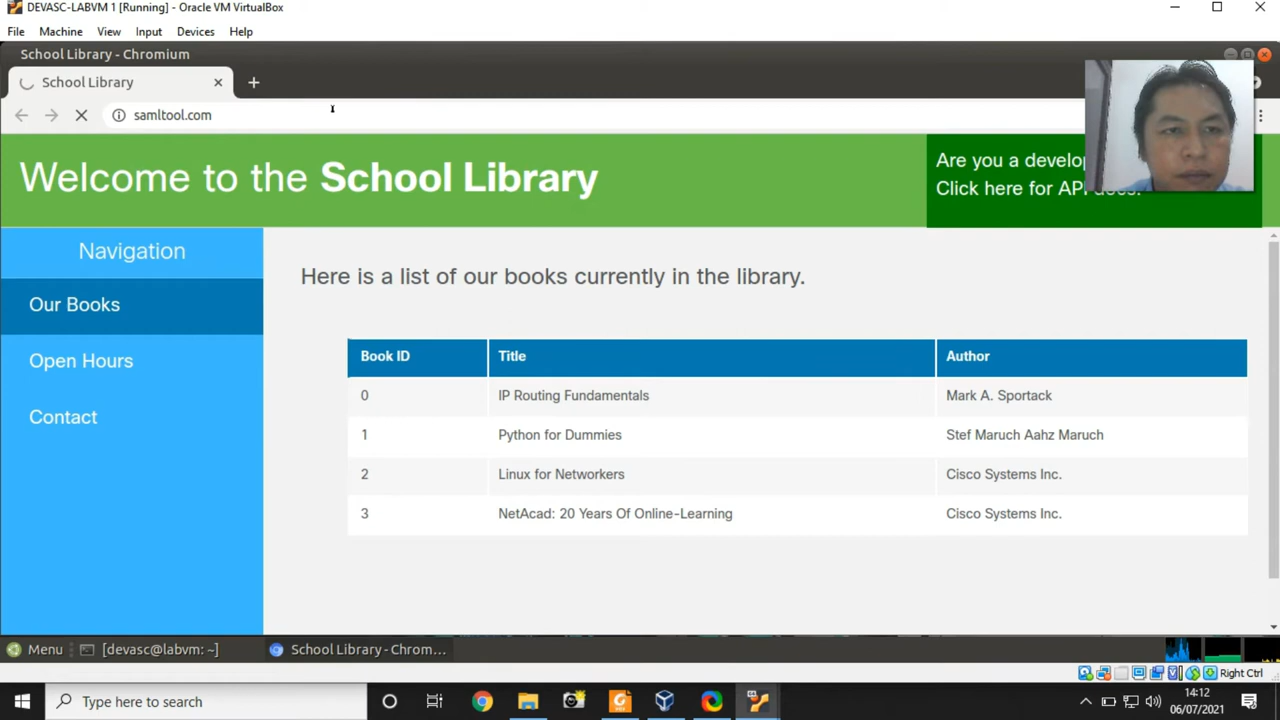 DEVASC-LABVM 1 [Running] - Oracle VM VirtualBox
File Machine View Input Devices Help
School Library - Chromium
School Library
samltool.com
Welcome to the School Library
Are you a
Click here for API docs.
Navigation
Our Books
Open Hours
Contact
Here is a list of our books currently in the library.
Book ID Title Author
0 IP Routing Fundamentals Mark A. Sportack
1 Python for Dummies Stef Maruch Aahz Maruch
2 Linux for Networkers Cisco Systems Inc.
3 NetAcad: 20 Years Of Online-Learning Cisco Systems Inc.
Menu [devasc@labvm: ~] School Library - Chrom...
Right Ctrl
Type here to search
14:12
06/07/2021